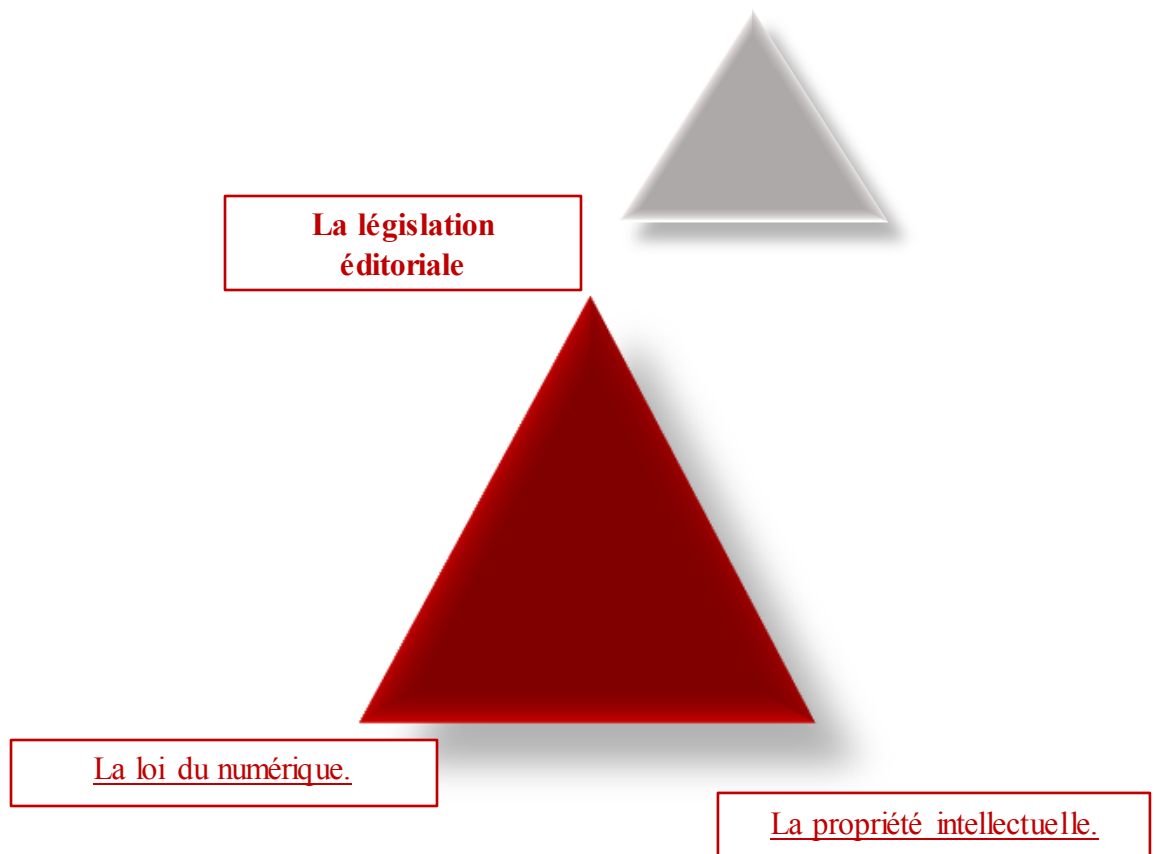 La législation
éditoriale
La loi du numérique.
La propriété intellectuelle.